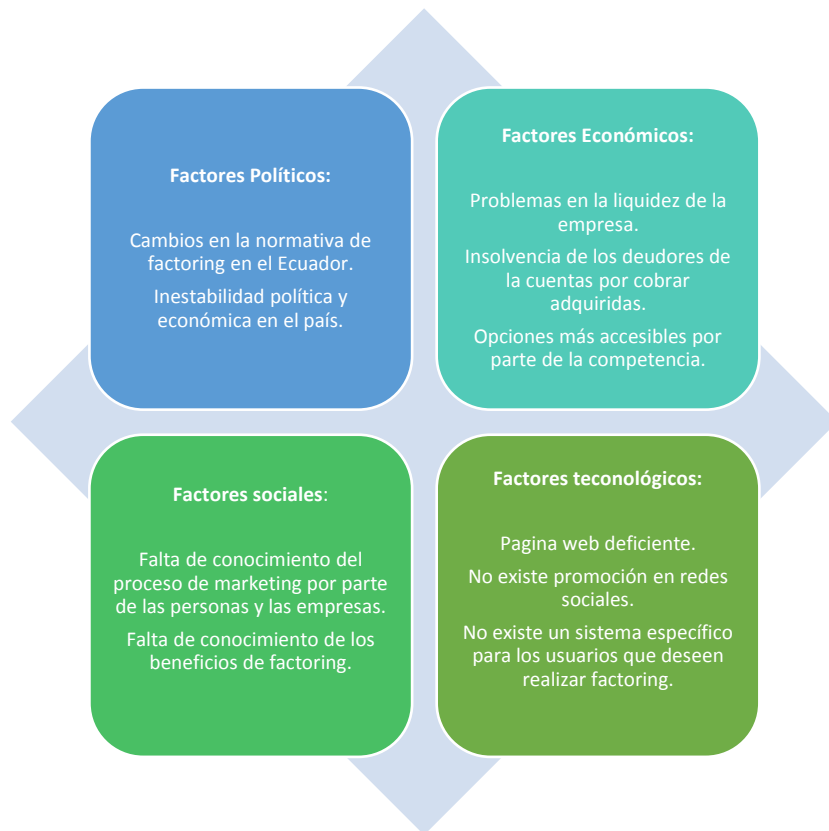 Factores Políticos:
Cambios en la normativa de
factoring en el Ecuador.
Inestabilidad política y
económica en el país.
Factores Económicos:
Problemas en la liquidez de la
empresa.
Insolvencia de los deudores de
la cuentas por cobrar
adquiridas.
Opciones más accesibles por
parte de la competencia.
Factores sociales:
Falta de conocimiento del
proceso de marketing por parte
de las personas y las empresas.
Falta de conocimiento de los
beneficios de factoring.
Factores teconológicos:
Pagina web deficiente.
No existe promoción en redes
sociales.
No existe un sistema específico
para los usuarios que deseen
realizar factoring.